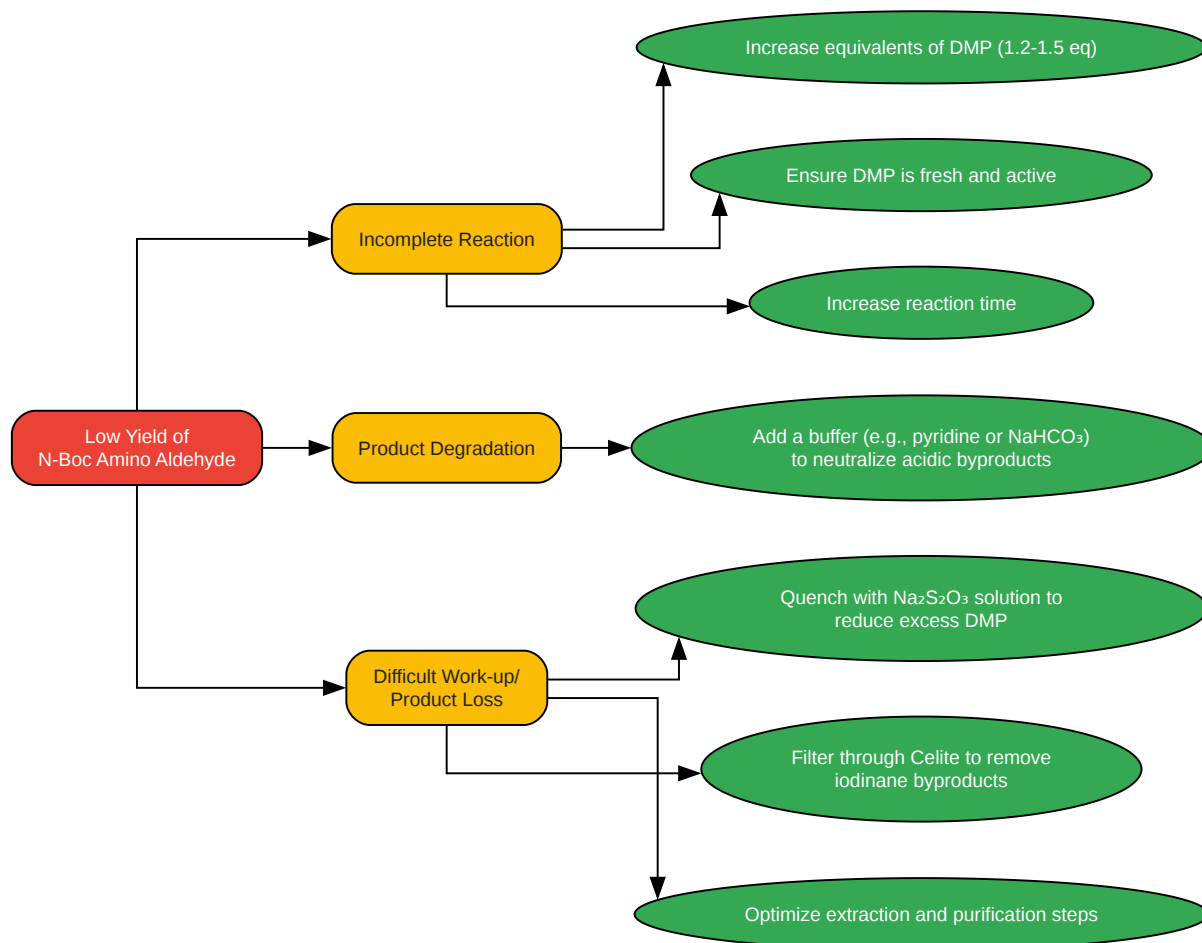 Increase equivalents of DMP (1.2-1.5 eq)
Ensure DMP is fresh and active
Incomplete Reaction
Increase reaction time
Low Yield of
N-Boc Amino Aldehyde
Product Degradation
Add a buffer (e.g., pyridine or NaHCO₃)
to neutralize acidic byproducts
Quench with Na₂S₂O₃ solution to
reduce excess DMP
Difficult Work-up/
Product Loss
Filter through Celite to remove
iodinane byproducts
Optimize extraction and purification steps